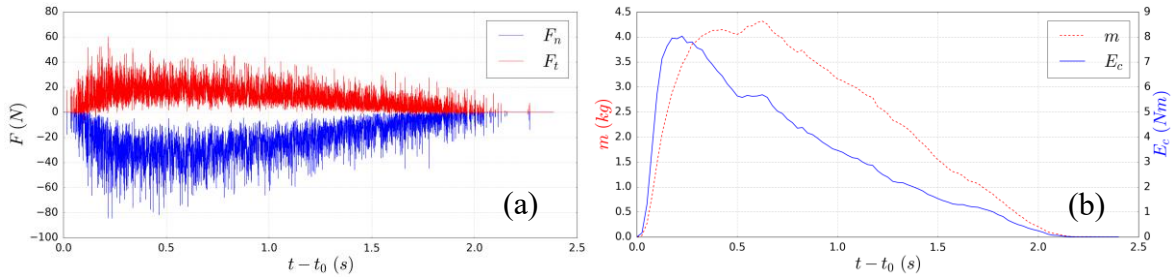 80
60
40
20
0
−20
−40
−60
−80
−100
F (N)
F_n
F_t
(a)
0.0 0.5 1.0 1.5 2.0 2.5
t − t_0 (s)
4.5
4.0
3.5
3.0
2.5
2.0
1.5
1.0
0.5
0.0
m (kg)
m
E_c
(b)
9
8
7
6
5
4
3
2
1
0
E_c (Nm)
0.0 0.5 1.0 1.5 2.0 2.5
t − t_0 (s)